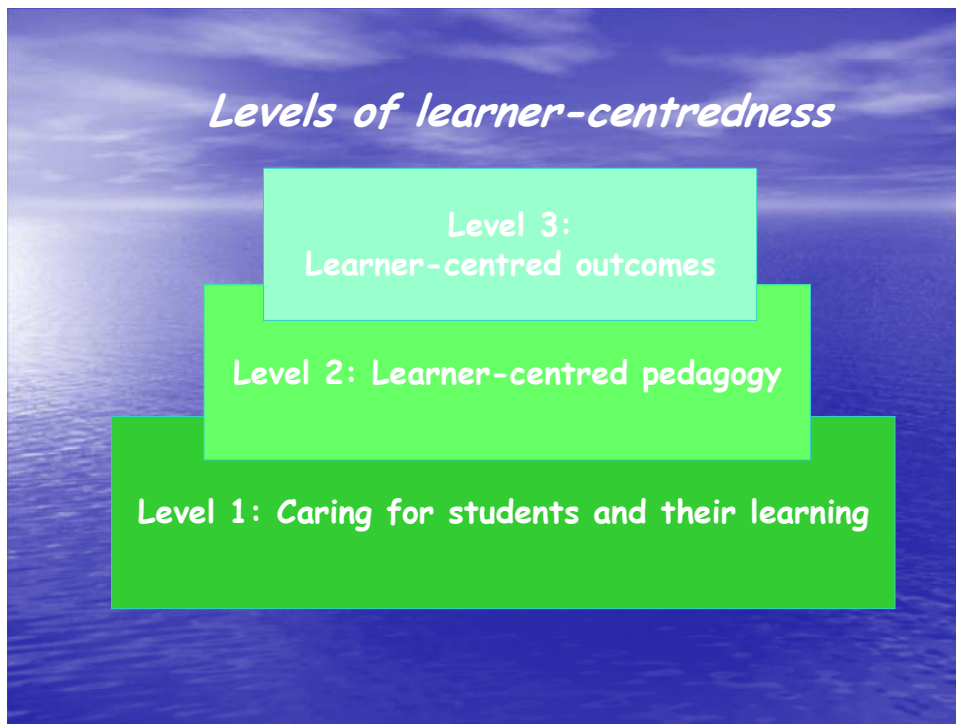 Levels of learner-centredness
Level 3:
Learner-centred outcomes
Level 2: Learner-centred pedagogy
Level 1: Caring for students and their learning